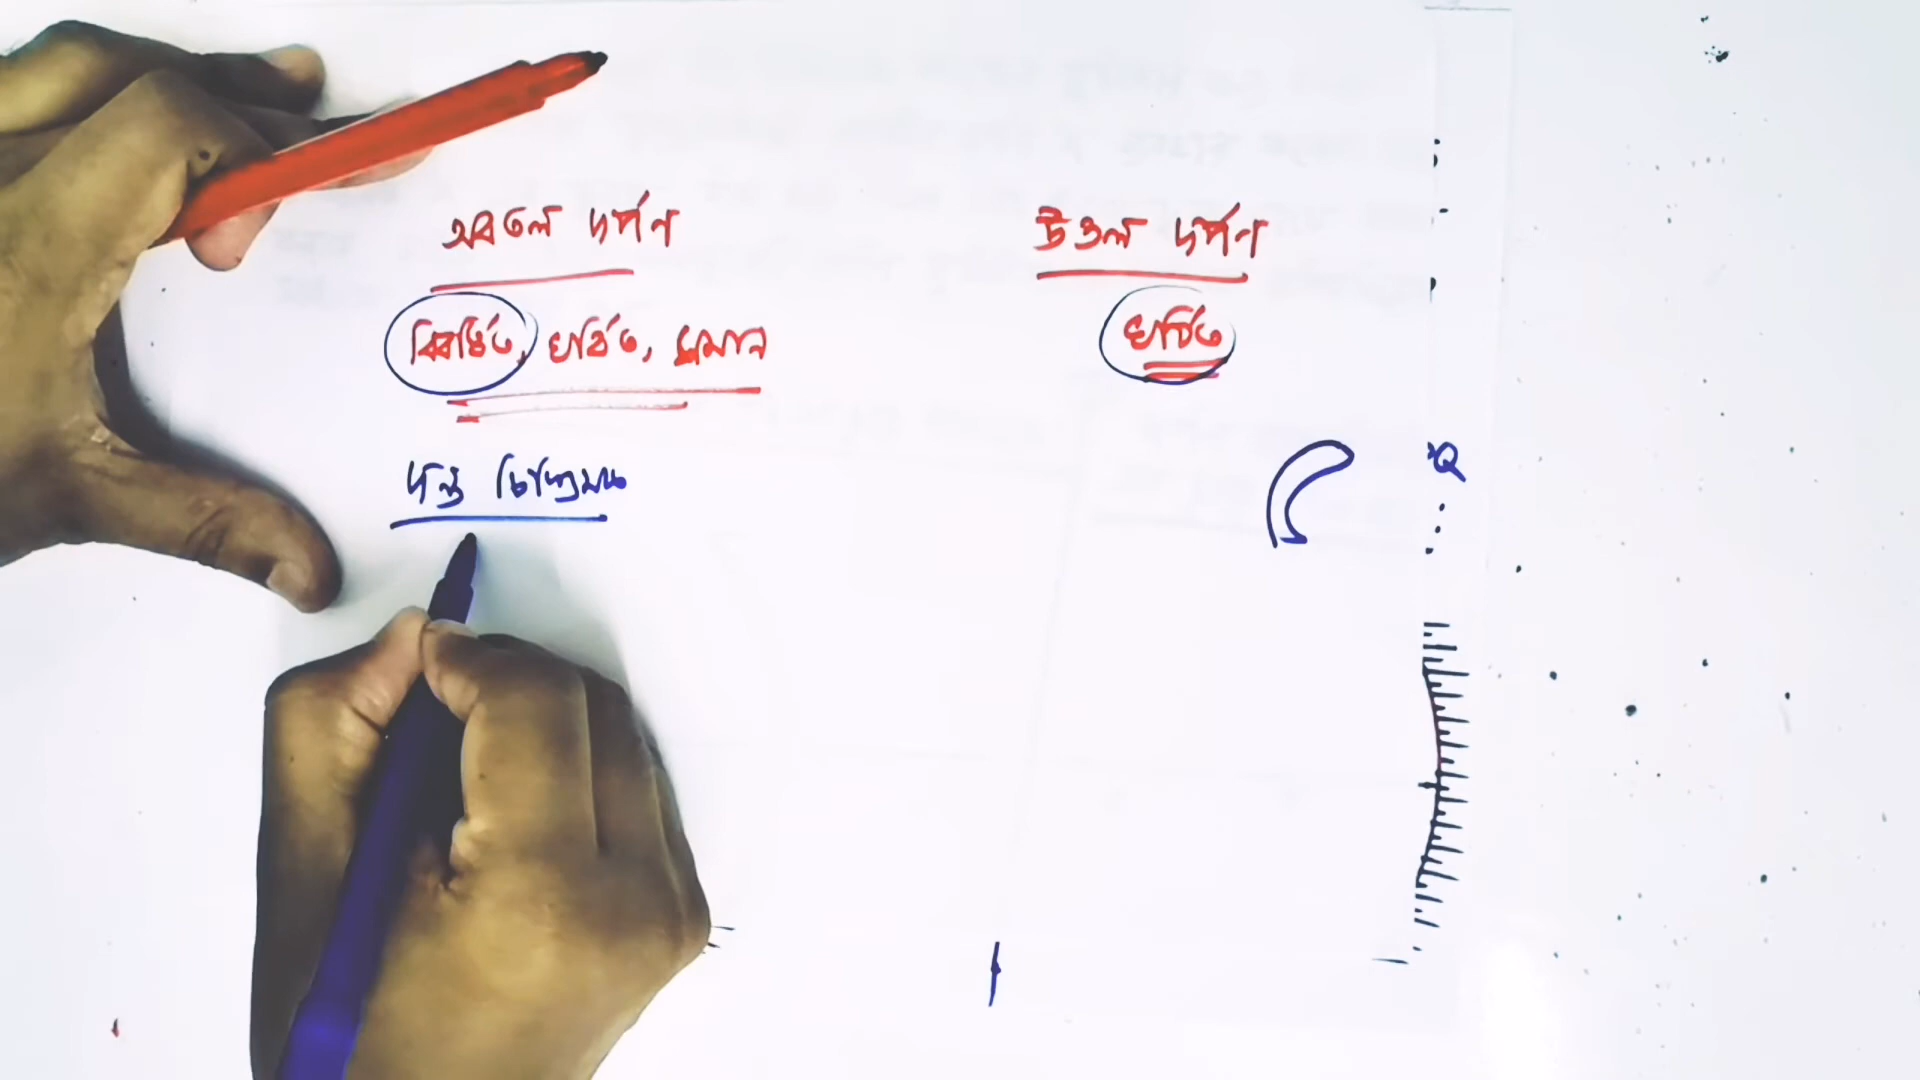 অবতল দর্পণ
উত্তল দর্পণ
বিবর্ধিত, খর্বিত, সমান
খর্বিত
দন্ত চিকিৎসক